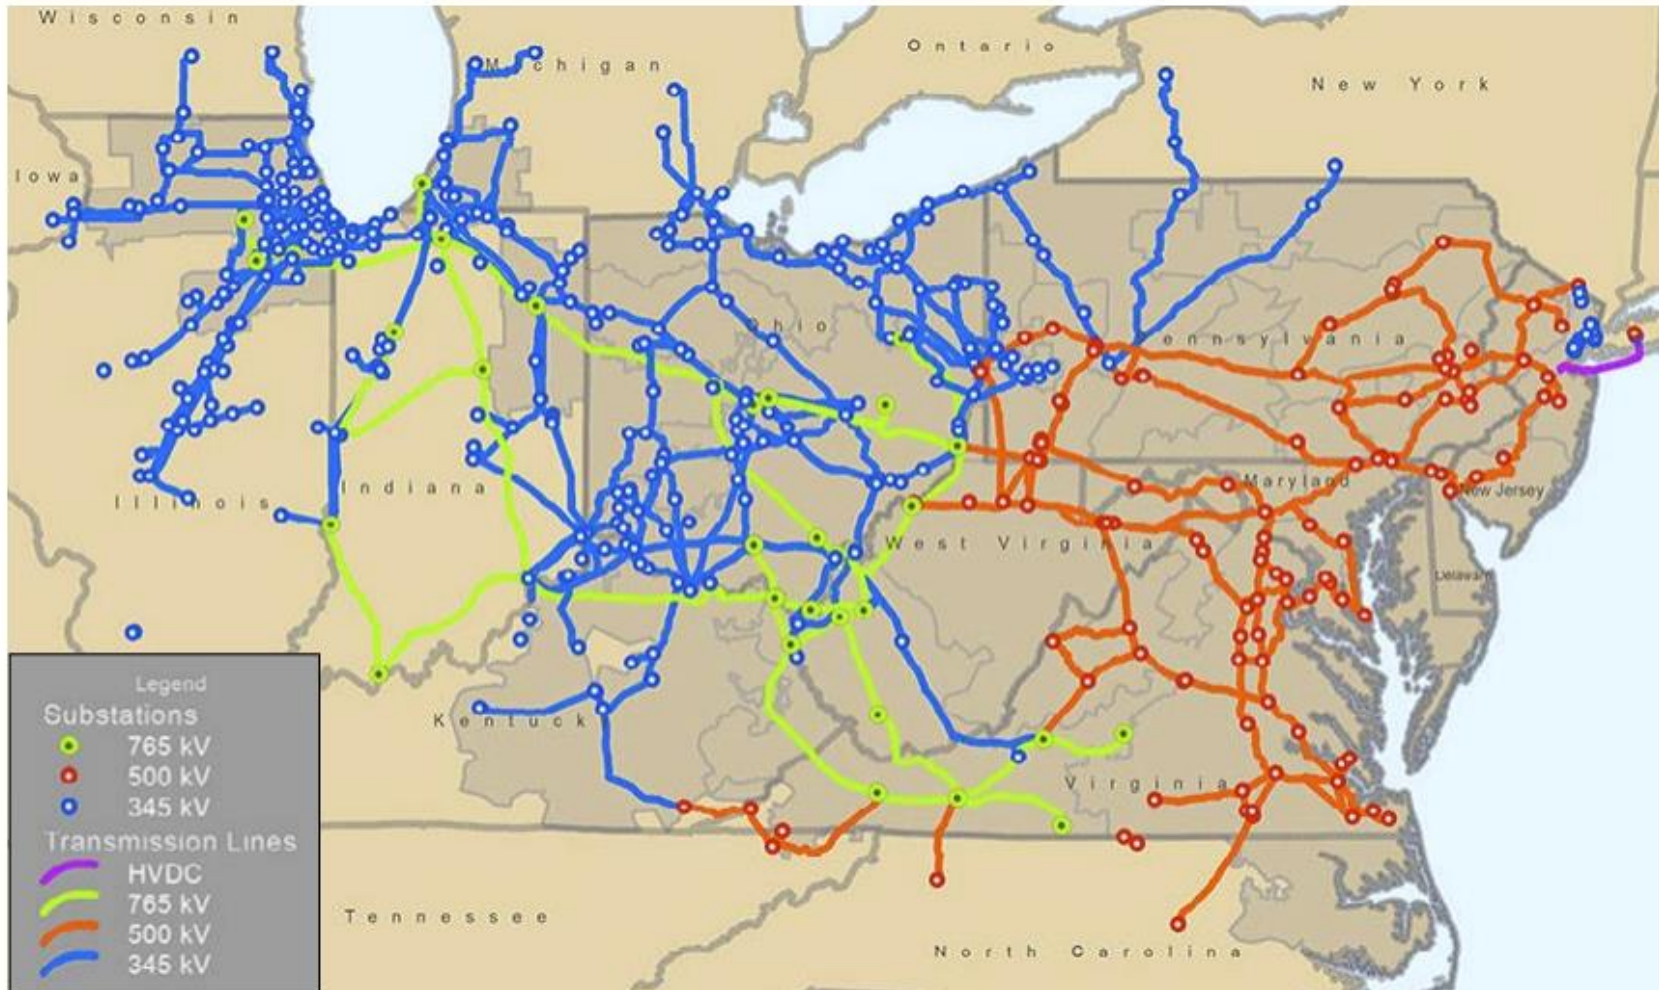 Wisconsin
Michigan
Ontario
New York
Iowa
Ohio
Pennsylvania
Illinois
Indiana
Maryland
New Jersey
West Virginia
Delaware
Kentuck
Virginia
Tennessee
North Carolina
Legend
Substations
765 kV
500 kV
345 kV
Transmission Lines
HVDC
765 kV
500 kV
345 kV